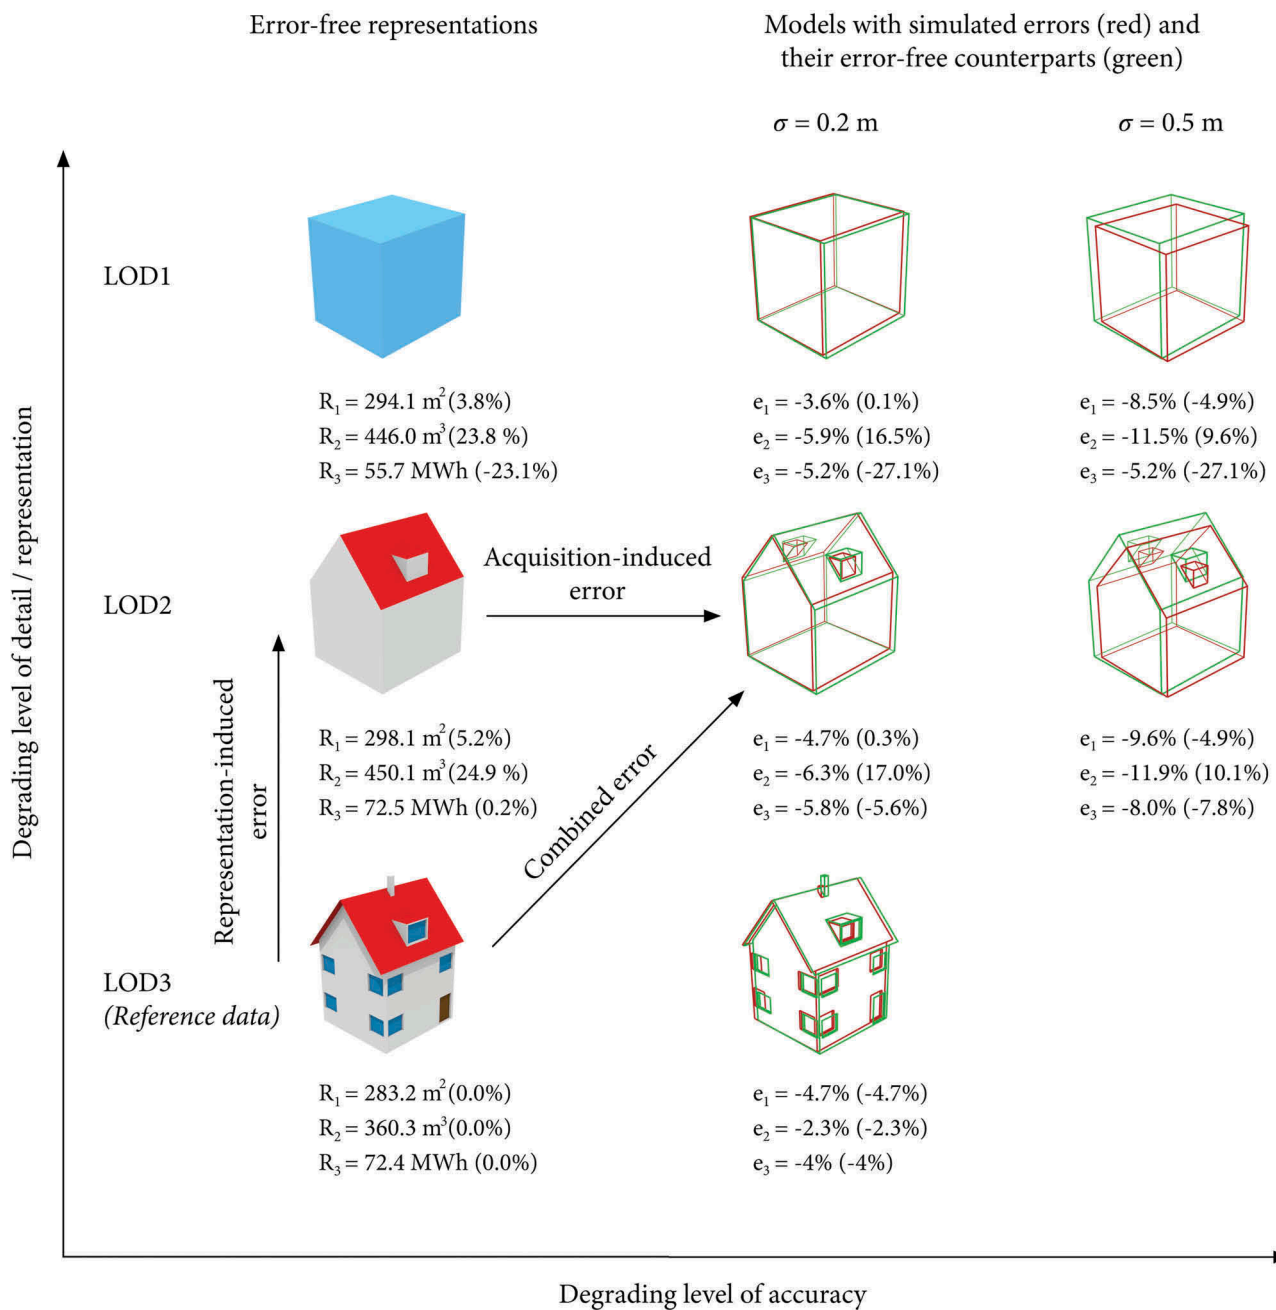 Error-free representations
Models with simulated errors (red) and
their error-free counterparts (green)
σ = 0.2 m
σ = 0.5 m
Degrading level of detail / representation
LOD1
R₁ = 294.1 m² (3.8%)
R₂ = 446.0 m³ (23.8 %)
R₃ = 55.7 MWh (-23.1%)
e₁ = -3.6% (0.1%)
e₂ = -5.9% (16.5%)
e₃ = -5.2% (-27.1%)
e₁ = -8.5% (-4.9%)
e₂ = -11.5% (9.6%)
e₃ = -5.2% (-27.1%)
LOD2
Acquisition-induced
error
R₁ = 298.1 m² (5.2%)
R₂ = 450.1 m³ (24.9 %)
R₃ = 72.5 MWh (0.2%)
e₁ = -4.7% (0.3%)
e₂ = -6.3% (17.0%)
e₃ = -5.8% (-5.6%)
e₁ = -9.6% (-4.9%)
e₂ = -11.9% (10.1%)
e₃ = -8.0% (-7.8%)
Representation-induced
error
Combined error
LOD3
(Reference data)
R₁ = 283.2 m² (0.0%)
R₂ = 360.3 m³ (0.0%)
R₃ = 72.4 MWh (0.0%)
e₁ = -4.7% (-4.7%)
e₂ = -2.3% (-2.3%)
e₃ = -4% (-4%)
Degrading level of accuracy